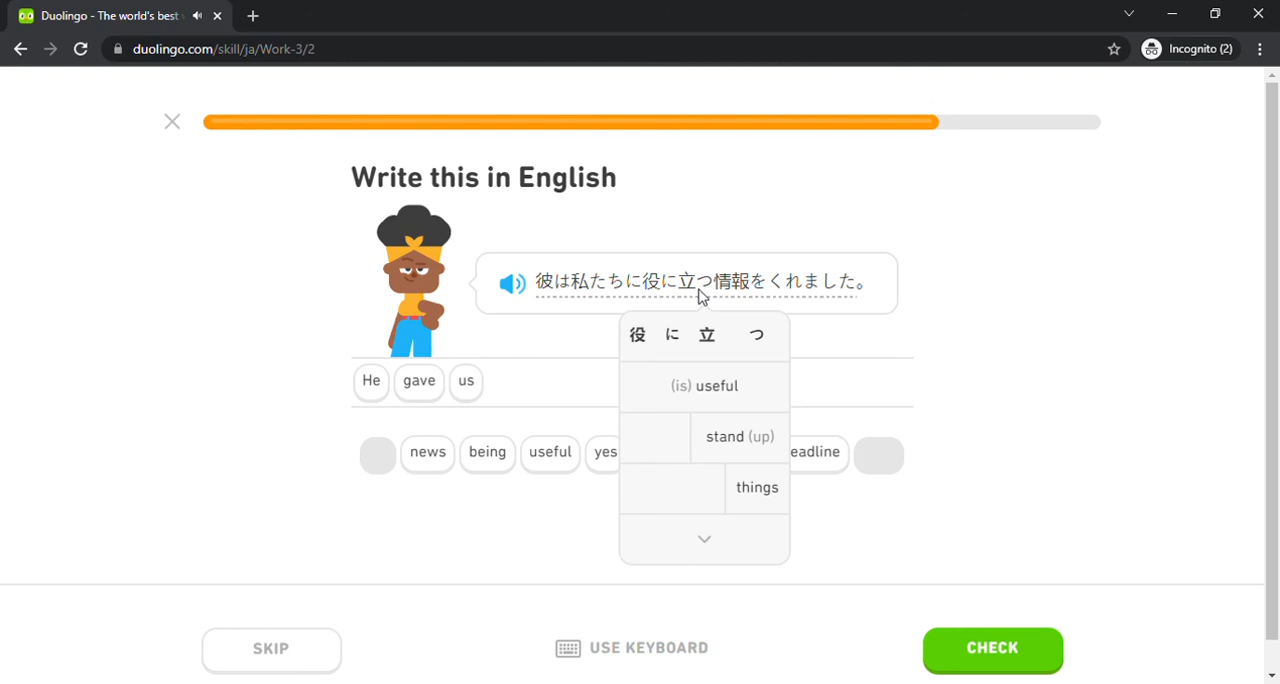 Duolingo - The world's best
duolingo.com/skill/ja/Work-3/2
Incognito (2)
Write this in English
彼は私たちに役に立つ情報をくれました。
役 に 立 つ
(is) useful
stand (up)
things
He gave us
news being useful yes eadline
SKIP
USE KEYBOARD
CHECK